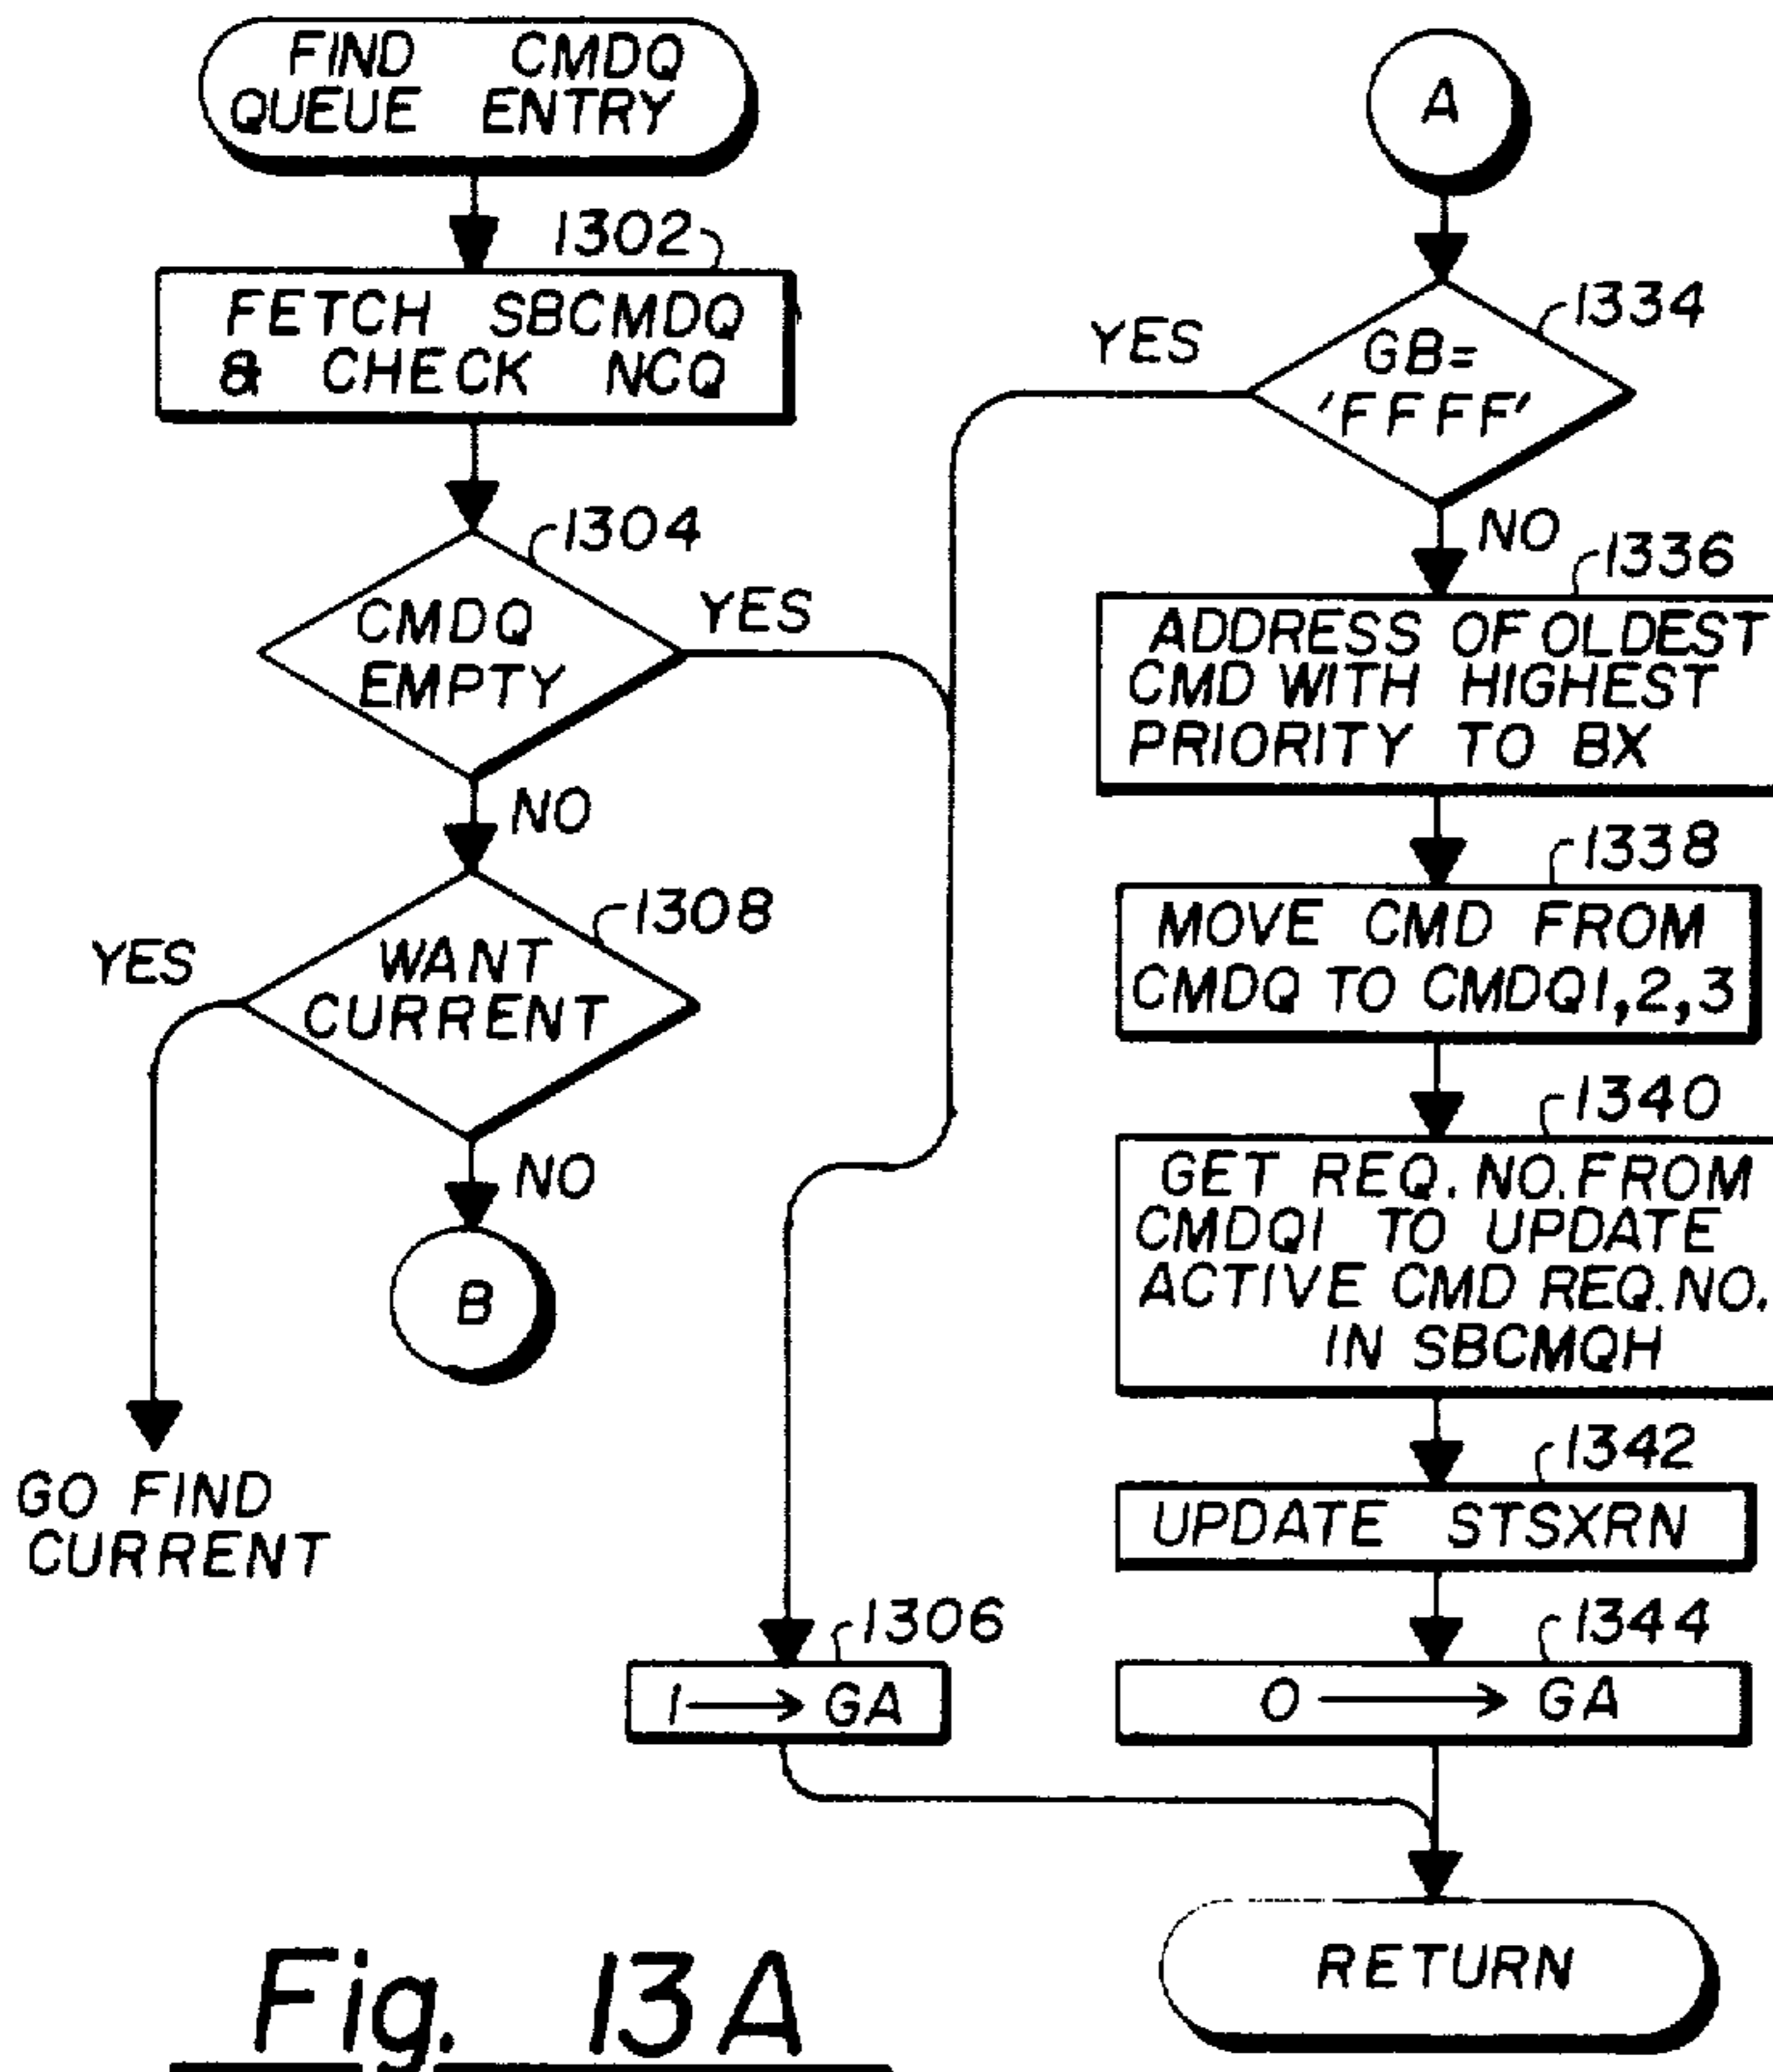 FIND CMDQ
QUEUE ENTRY
1302
FETCH SBCMDQ
& CHECK NCQ
1304
CMDQ
EMPTY
YES
NO
1308
WANT
CURRENT
YES
NO
B
GO FIND
CURRENT
1306
1 → GA
A
1334
GB=
'FFFF'
YES
NO
1336
ADDRESS OF OLDEST
CMD WITH HIGHEST
PRIORITY TO BX
1338
MOVE CMD FROM
CMDQ TO CMDQ1,2,3
1340
GET REQ. NO. FROM
CMDQ1 TO UPDATE
ACTIVE CMD REQ. NO.
IN SBCMQH
1342
UPDATE STSXRN
1344
0 → GA
RETURN
Fig. 13A